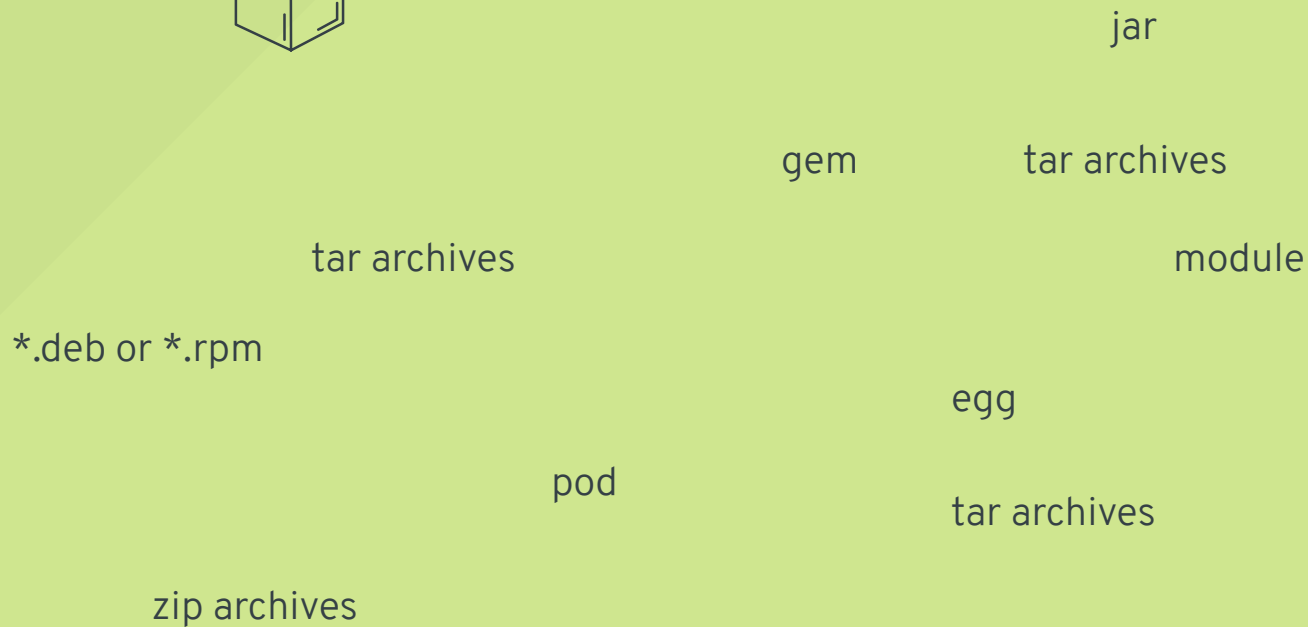 jar
gem
tar archives
tar archives
module
*.deb or *.rpm
egg
pod
tar archives
zip archives